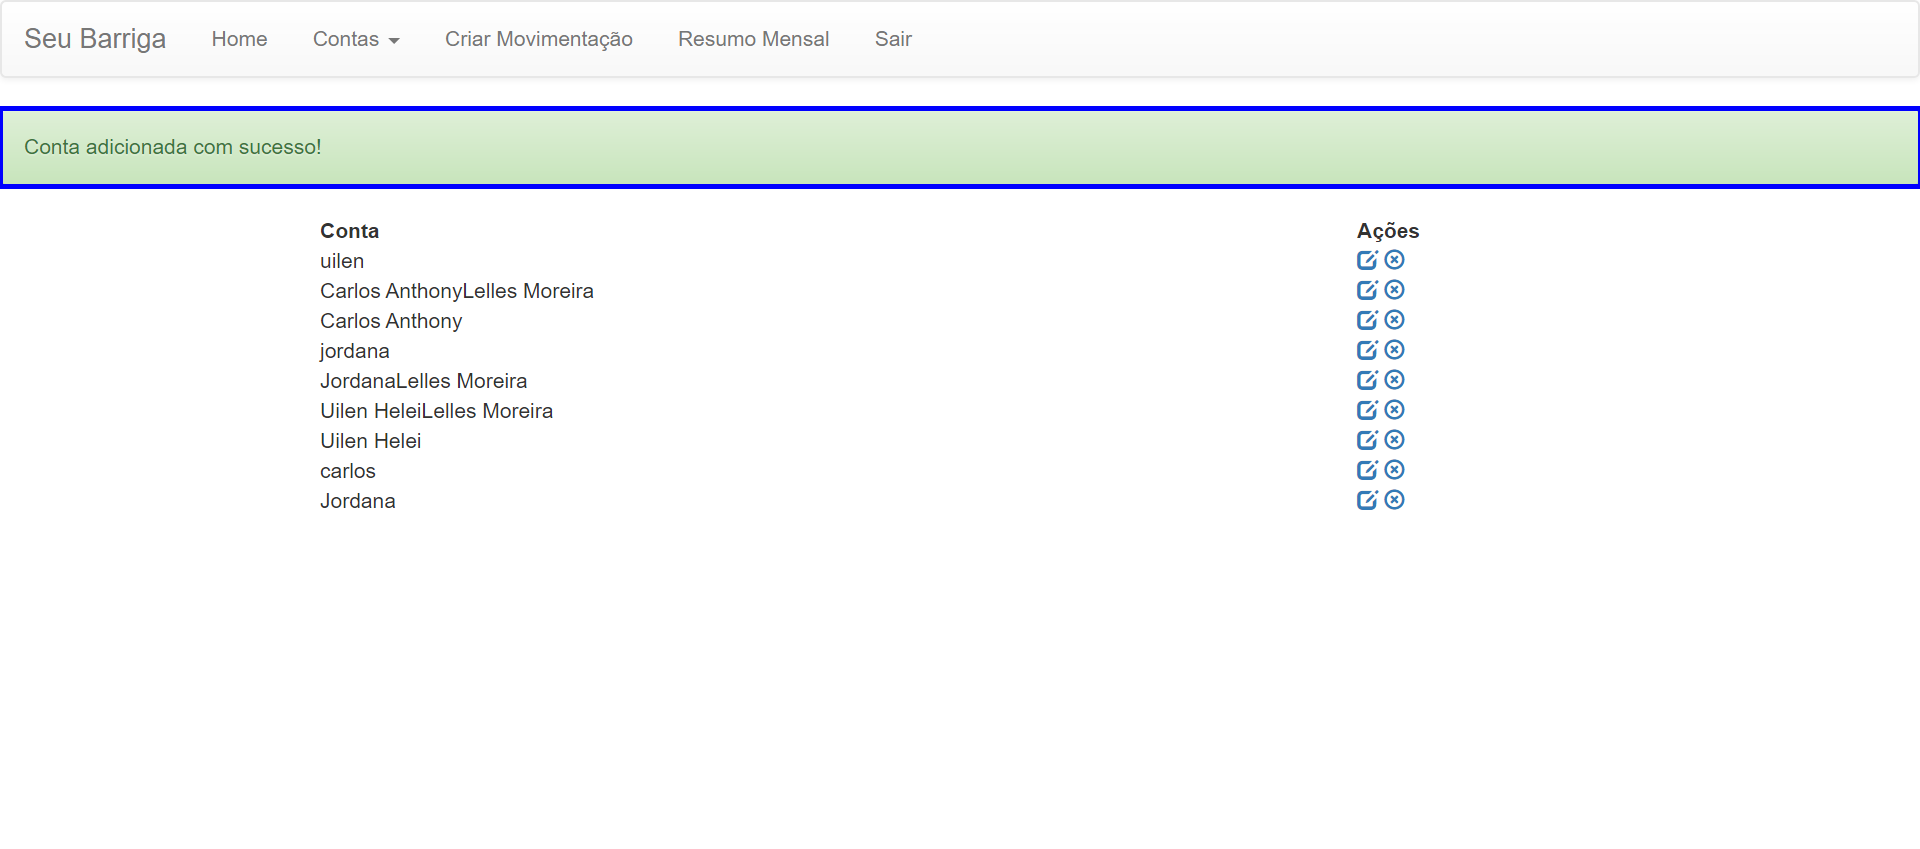 Seu Barriga Home Contas Criar Movimentação Resumo Mensal Sair
Conta adicionada com sucesso!
Conta Ações
uilen
Carlos AnthonyLelles Moreira
Carlos Anthony
jordana
JordanaLelles Moreira
Uilen HeleiLelles Moreira
Uilen Helei
carlos
Jordana